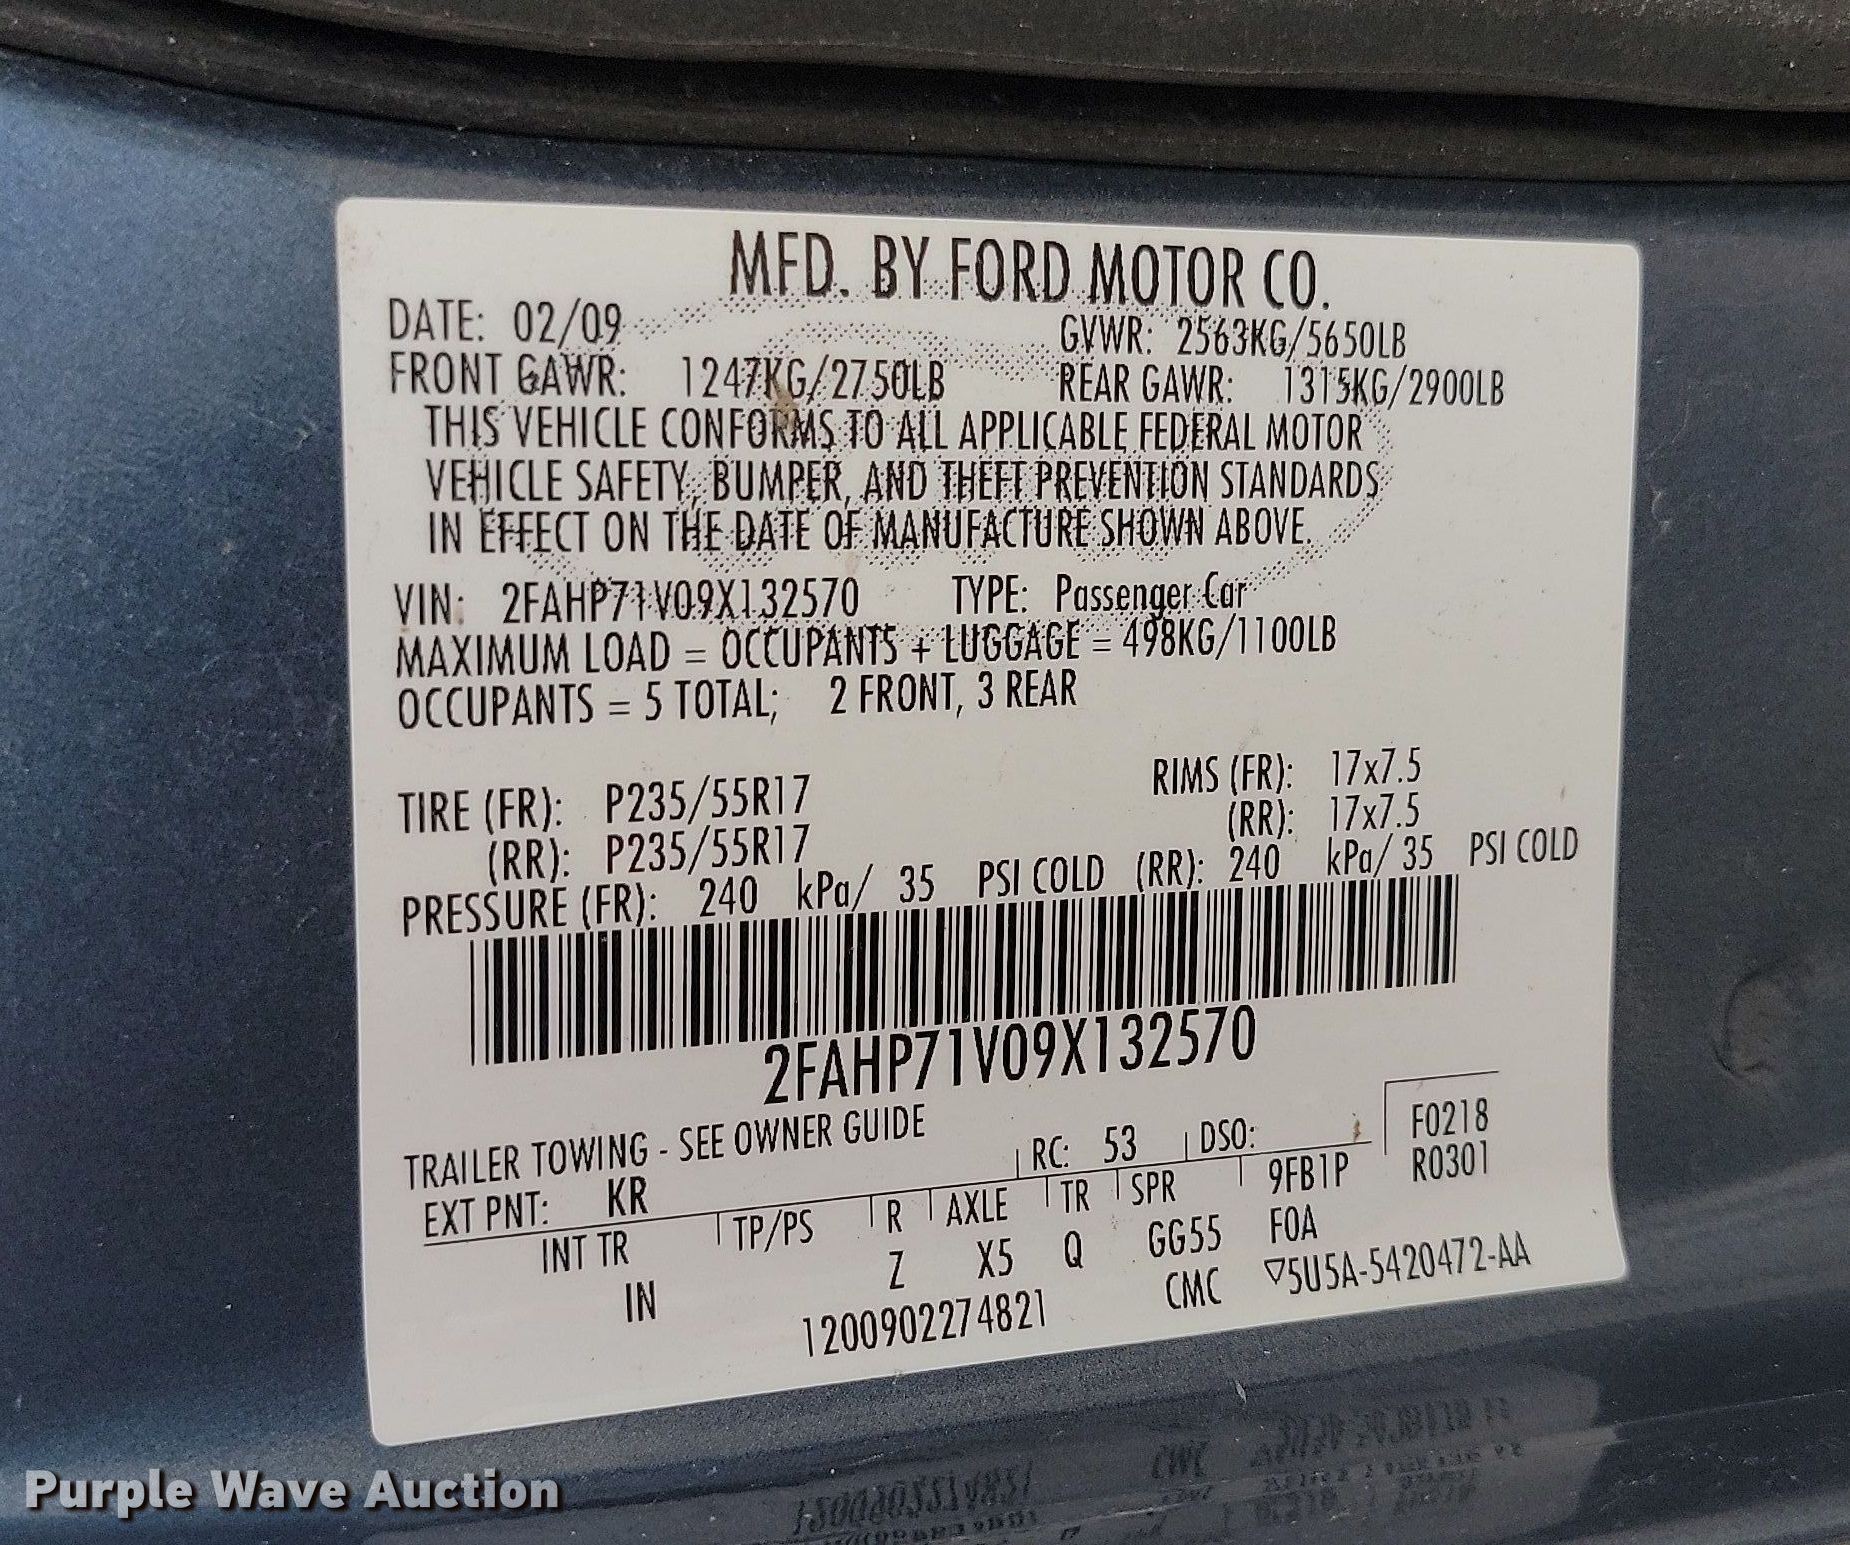 MFD. BY FORD MOTOR CO.
DATE: 02/09 GVWR: 2563KG/5650LB
FRONT GAWR: 1247KG/2750LB REAR GAWR: 1315KG/2900LB
THIS VEHICLE CONFORMS TO ALL APPLICABLE FEDERAL MOTOR
VEHICLE SAFETY, BUMPER, AND THEFT PREVENTION STANDARDS
IN EFFECT ON THE DATE OF MANUFACTURE SHOWN ABOVE.
VIN: 2FAHP71V09X132570 TYPE: Passenger Car
MAXIMUM LOAD = OCCUPANTS + LUGGAGE = 498KG/1100LB
OCCUPANTS = 5 TOTAL; 2 FRONT, 3 REAR
TIRE (FR): P235/55R17 RIMS (FR): 17x7.5
(RR): P235/55R17 (RR): 17x7.5
PRESSURE (FR): 240 kPa/ 35 PSI COLD (RR): 240 kPa/ 35 PSI COLD
2FAHP71V09X132570
TRAILER TOWING - SEE OWNER GUIDE
RC: 53 DSO: F0218
EXT PNT: KR 9FB1P R0301
INT TR TP/PS R AXLE TR SPR
IN Z X5 Q GG55 F0A
1200902274821 CMC ▽5U5A-5420472-AA
Purple Wave Auction